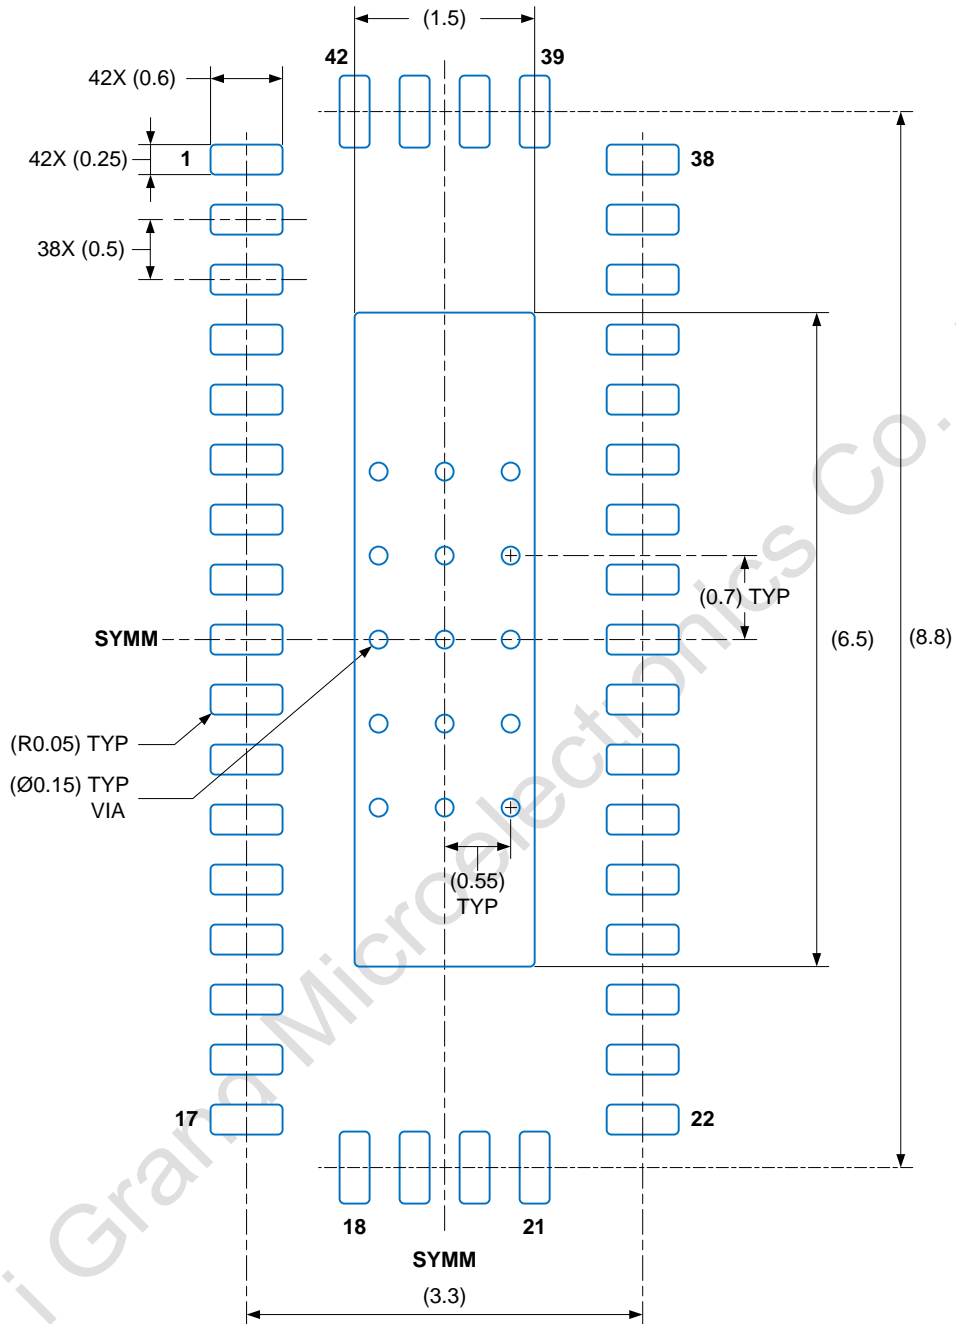 (1.5)
42
39
42X (0.6)
42X (0.25)
1
38
38X (0.5)
(0.7) TYP
SYMM
(6.5)
(8.8)
(R0.05) TYP
(Ø0.15) TYP
VIA
(0.55)
TYP
17
22
18
21
SYMM
(3.3)
i Grand Microelectronics Co.